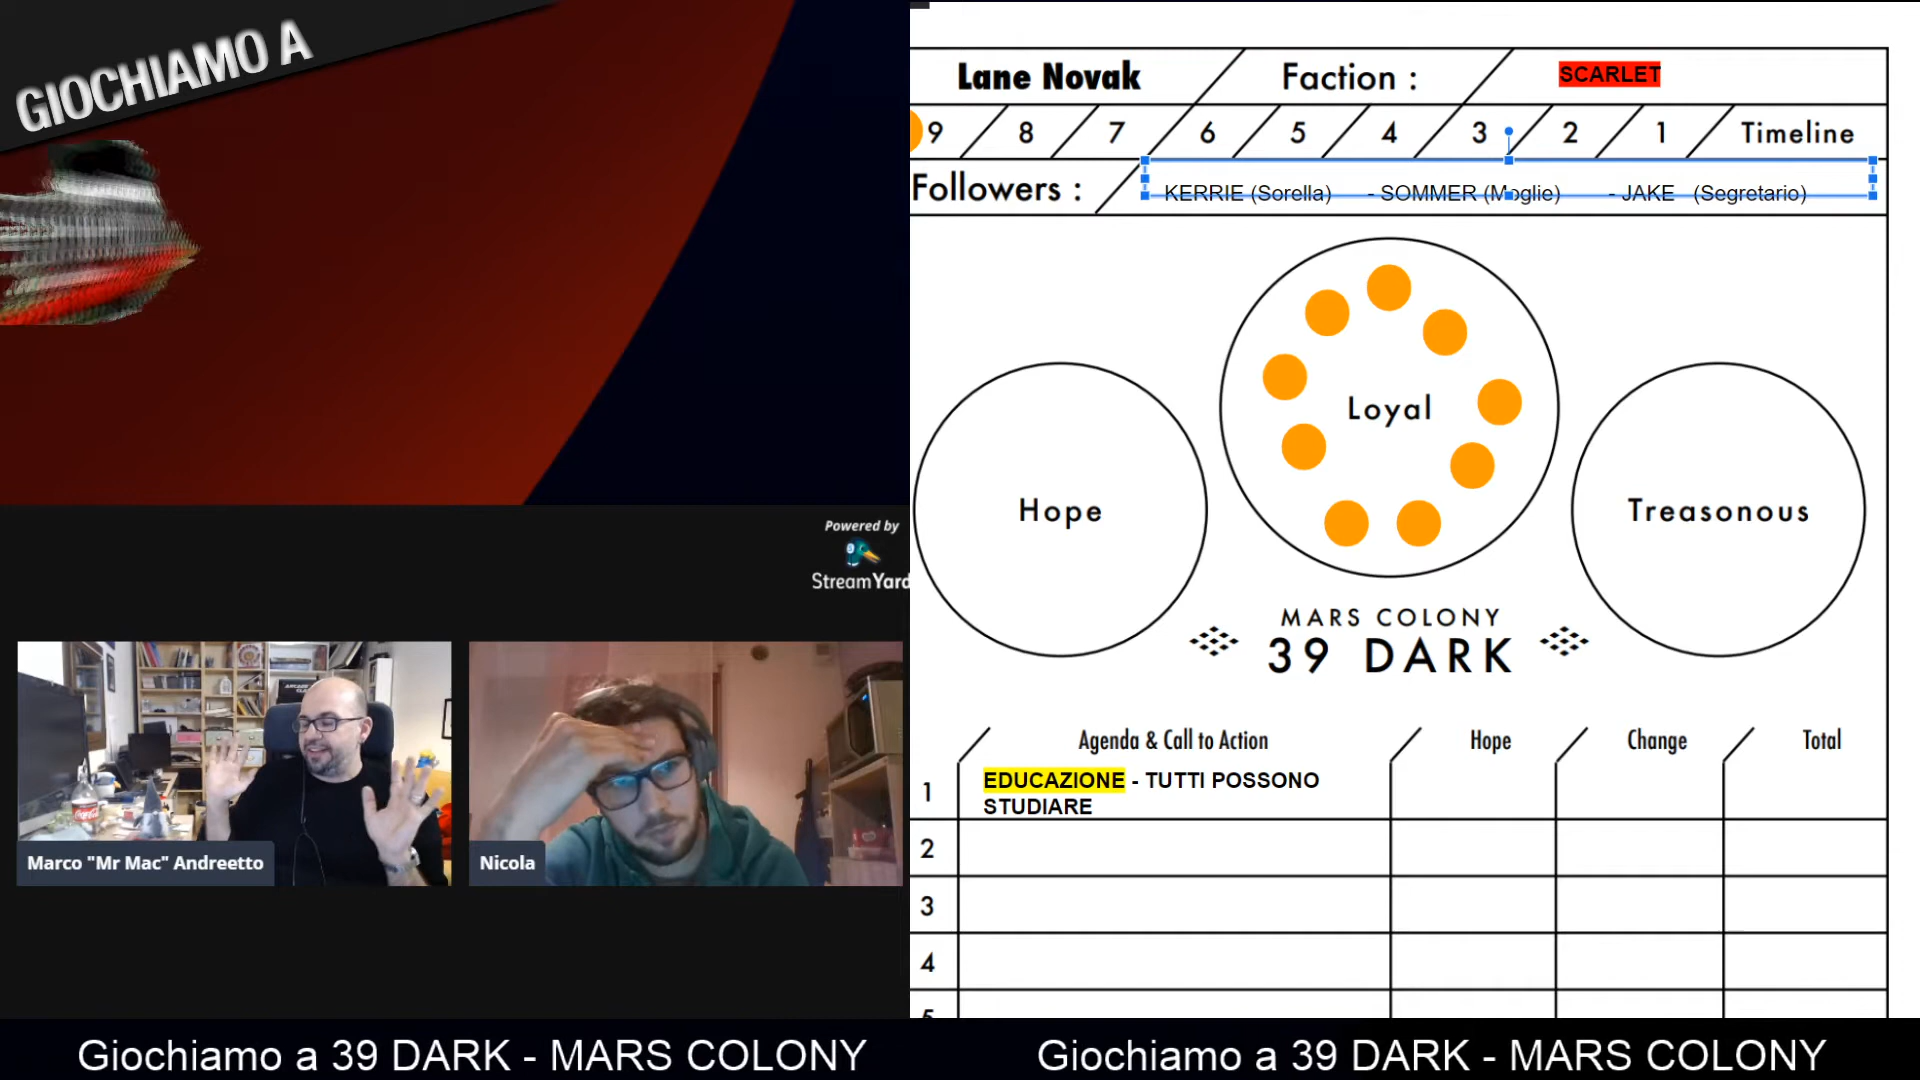 GIOCHIAMO A
Powered by
StreamYard
Marco "Mr Mac" Andreetto
Nicola
Lane Novak
Faction :
SCARLET
9 8 7 6 5 4 3 2 1 Timeline
Followers :
KERRIE (Sorella) - SOMMER (Moglie) - JAKE (Segretario)
Loyal
Hope
Treasonous
MARS COLONY
39 DARK
Agenda & Call to Action Hope Change Total
1 EDUCAZIONE - TUTTI POSSONO
STUDIARE
2
3
4
Giochiamo a 39 DARK - MARS COLONY
Giochiamo a 39 DARK - MARS COLONY